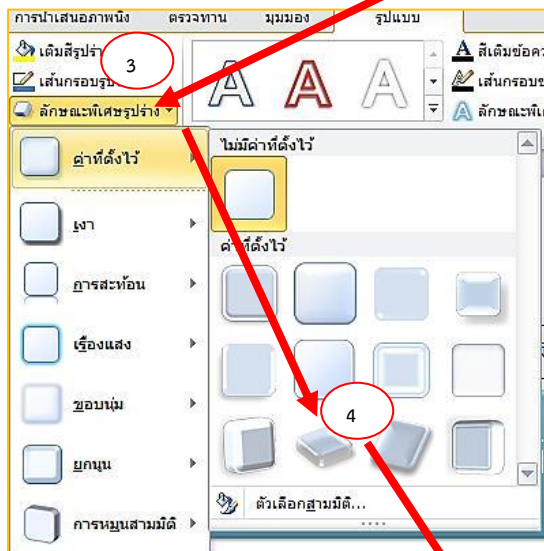 การนำเสนอภาพนิ่ง ตรวจทาน มุมมอง รูปแบบ
เติมสีรูปร่าง 3 A สีเติมข้อคว
เส้นกรอบรูป A A A เส้นกรอบข
ลักษณะพิเศษรูปร่าง A ลักษณะพิเ
ค่าที่ตั้งไว้
เงา
การสะท้อน
เรืองแสง
ขอบนุ่ม
ยกนูน
การหมุนสามมิติ
ไม่มีค่าที่ตั้งไว้
ค่าที่ตั้งไว้
4
ตัวเลือกสามมิติ...